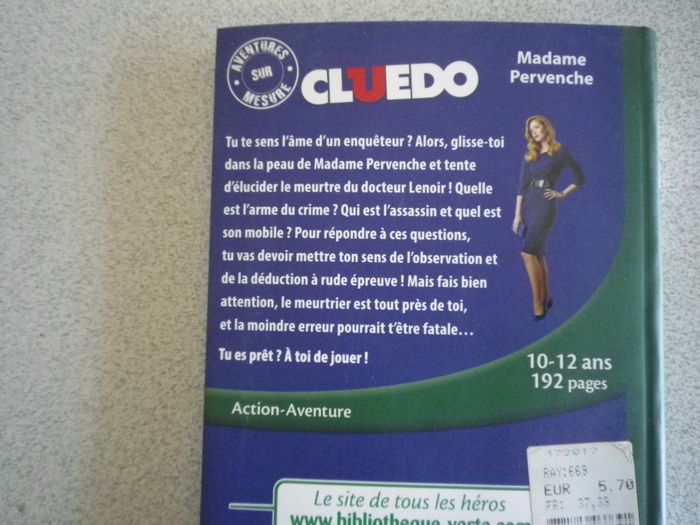 AVENTURES
SUR
MESURE
CLUEDO
Madame
Pervenche
Tu te sens l'âme d'un enquêteur ? Alors, glisse-toi
dans la peau de Madame Pervenche et tente
d'élucider le meurtre du docteur Lenoir ! Quelle
est l'arme du crime ? Qui est l'assassin et quel est
son mobile ? Pour répondre à ces questions,
tu vas devoir mettre ton sens de l'observation et
de la déduction à rude épreuve ! Mais fais bien
attention, le meurtrier est tout près de toi,
et la moindre erreur pourrait t'être fatale…
Tu es prêt ? À toi de jouer !
10-12 ans
192 pages
Action-Aventure
RAY:669
EUR 5.70
FR: 37,39
Le site de tous les héros
www.bibliotheque-verte.com